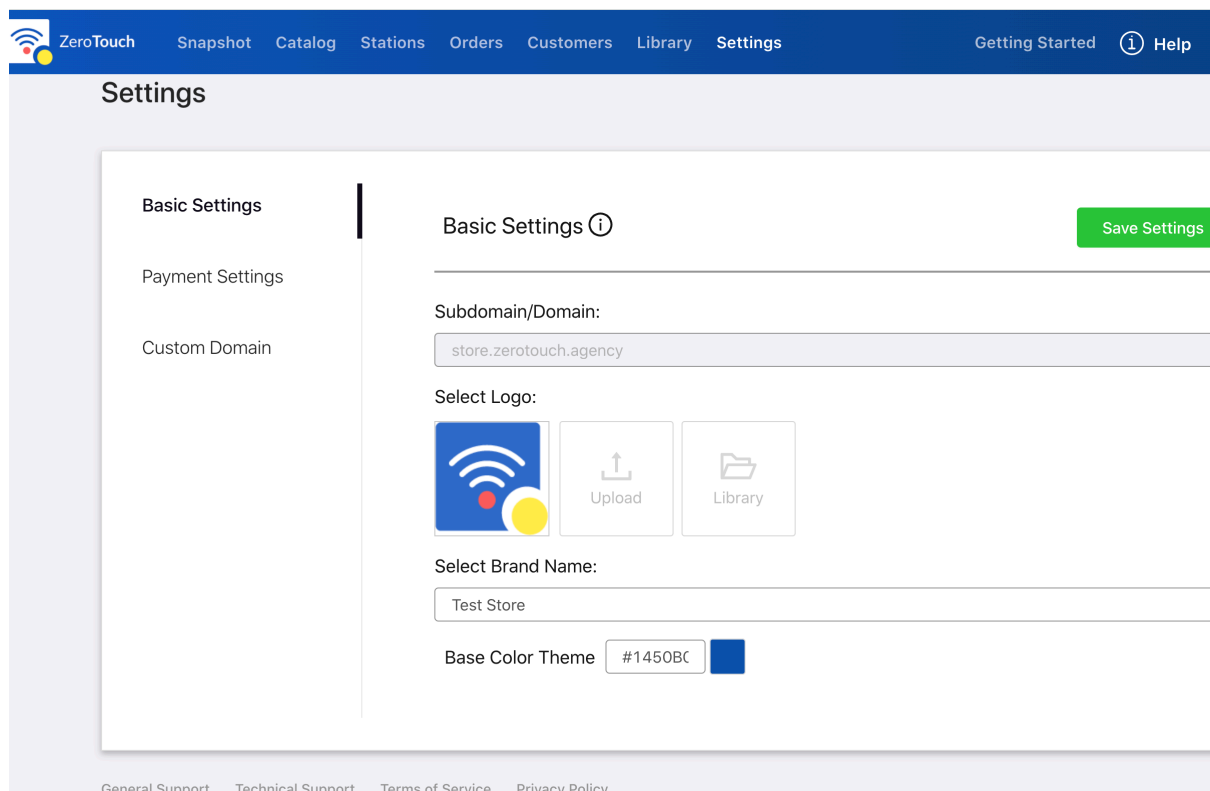 ZeroTouch Snapshot Catalog Stations Orders Customers Library Settings Getting Started Help
Settings
Basic Settings
Payment Settings
Custom Domain
Basic Settings
Save Settings
Subdomain/Domain:
store.zerotouch.agency
Select Logo:
Upload
Library
Select Brand Name:
Test Store
Base Color Theme #1450B
General Support Technical Support Terms of Service Privacy Policy